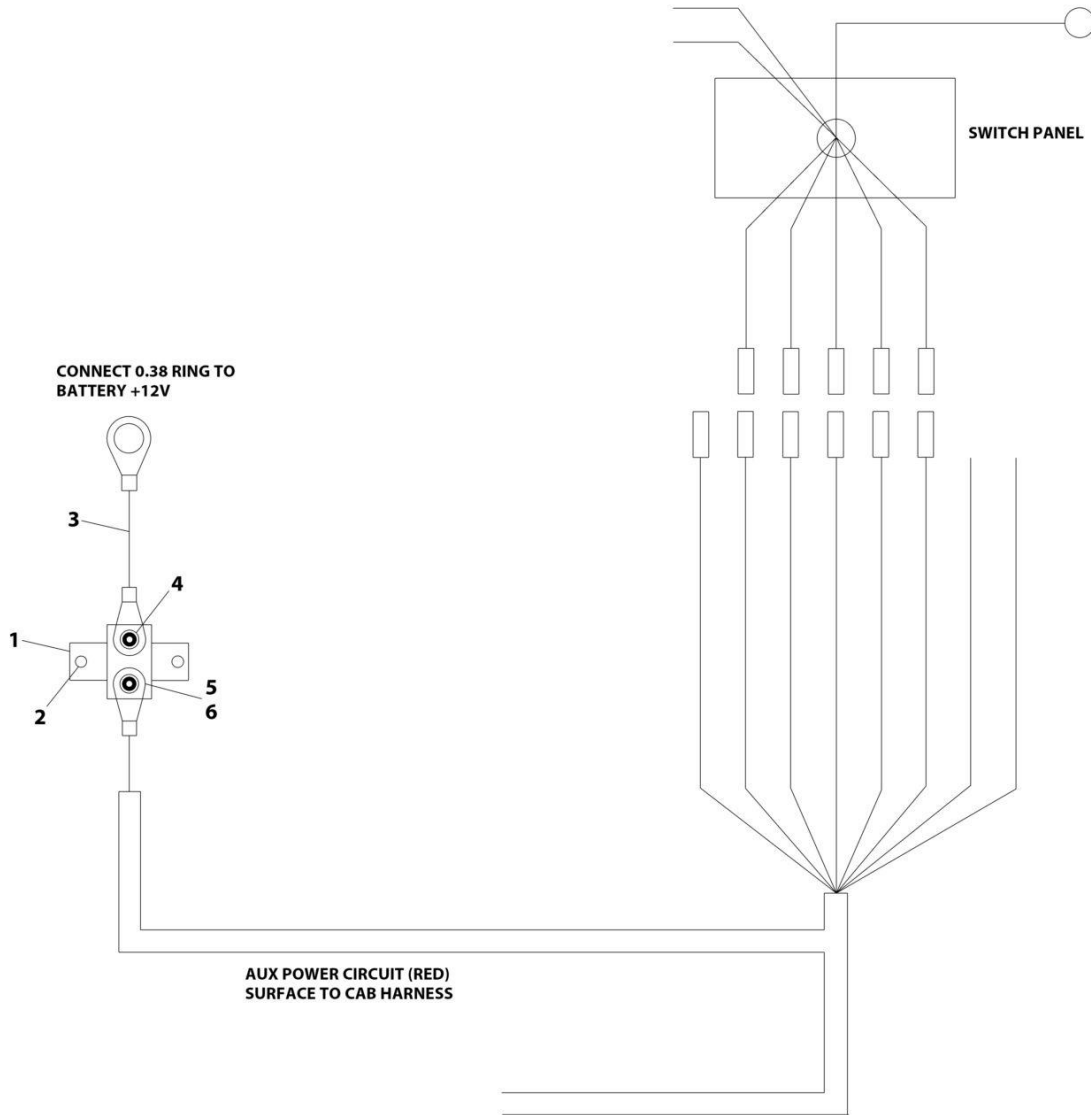 SWITCH PANEL
CONNECT 0.38 RING TO
BATTERY +12V
3
4
1
2
5
6
AUX POWER CIRCUIT (RED)
SURFACE TO CAB HARNESS